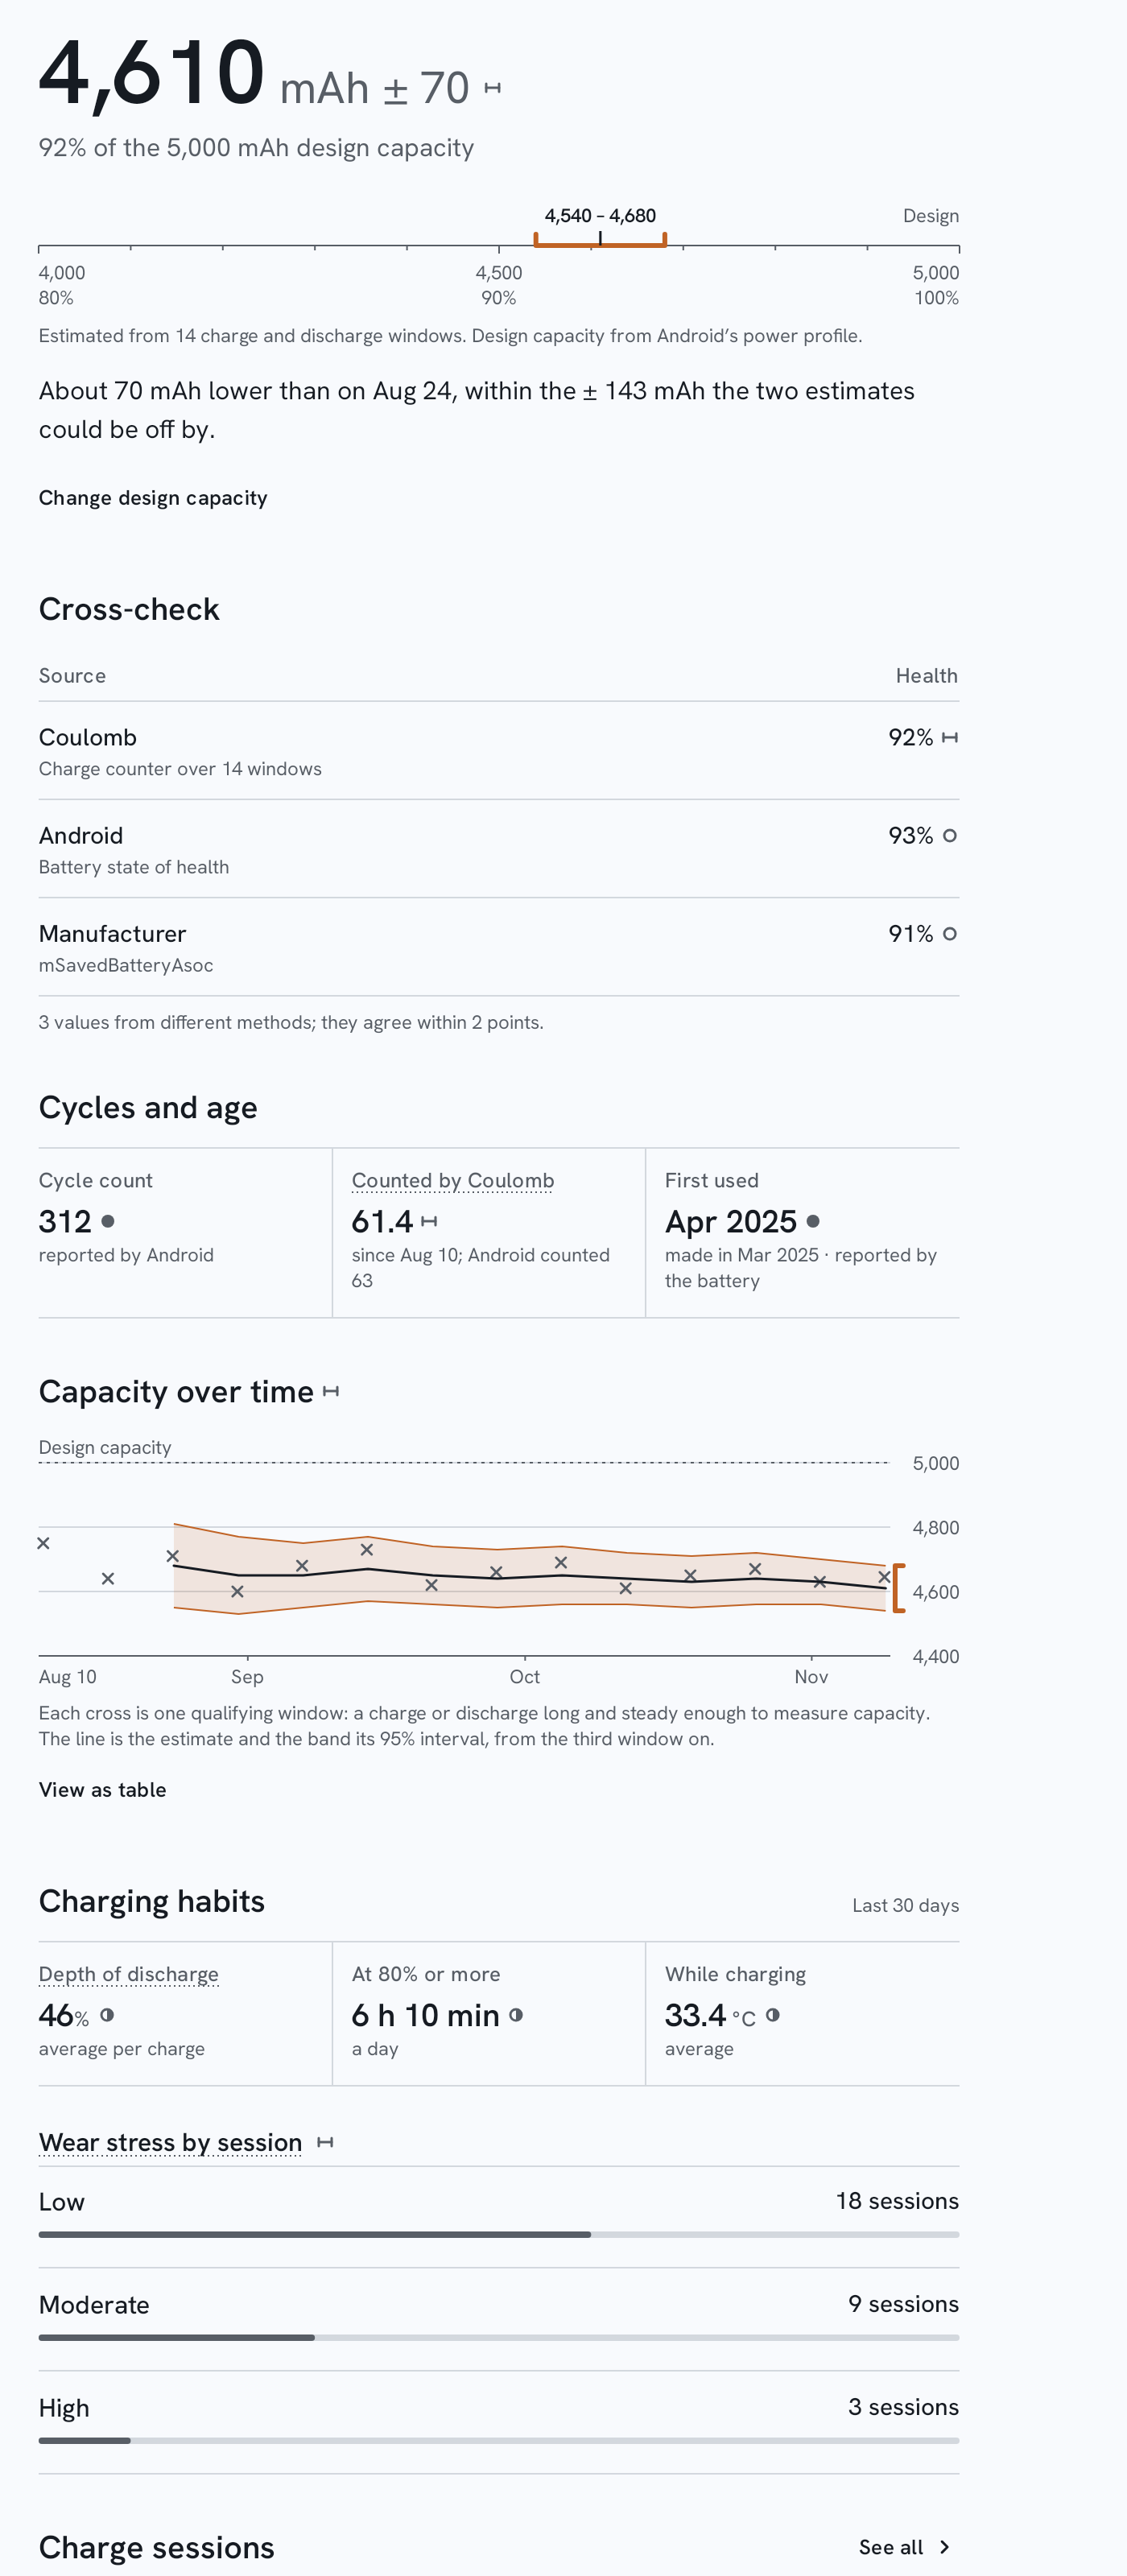 4,610 mAh ± 70
92% of the 5,000 mAh design capacity
4,540 – 4,680
Design
4,000
4,500
5,000
80%
90%
100%
Estimated from 14 charge and discharge windows. Design capacity from Android’s power profile.
About 70 mAh lower than on Aug 24, within the ± 143 mAh the two estimates
could be off by.
Change design capacity
Cross-check
Source
Health
Coulomb
92%
Charge counter over 14 windows
Android
93%
Battery state of health
Manufacturer
91%
mSavedBatteryAsoc
3 values from different methods; they agree within 2 points.
Cycles and age
Cycle count
312
reported by Android
Counted by Coulomb
61.4
since Aug 10; Android counted
63
First used
Apr 2025
made in Mar 2025 · reported by
the battery
Capacity over time
Design capacity
5,000
4,800
4,600
4,400
Aug 10
Sep
Oct
Nov
Each cross is one qualifying window: a charge or discharge long and steady enough to measure capacity.
The line is the estimate and the band its 95% interval, from the third window on.
View as table
Charging habits
Last 30 days
Depth of discharge
46%
average per charge
At 80% or more
6 h 10 min
a day
While charging
33.4 °C
average
Wear stress by session
Low
18 sessions
Moderate
9 sessions
High
3 sessions
Charge sessions
See all